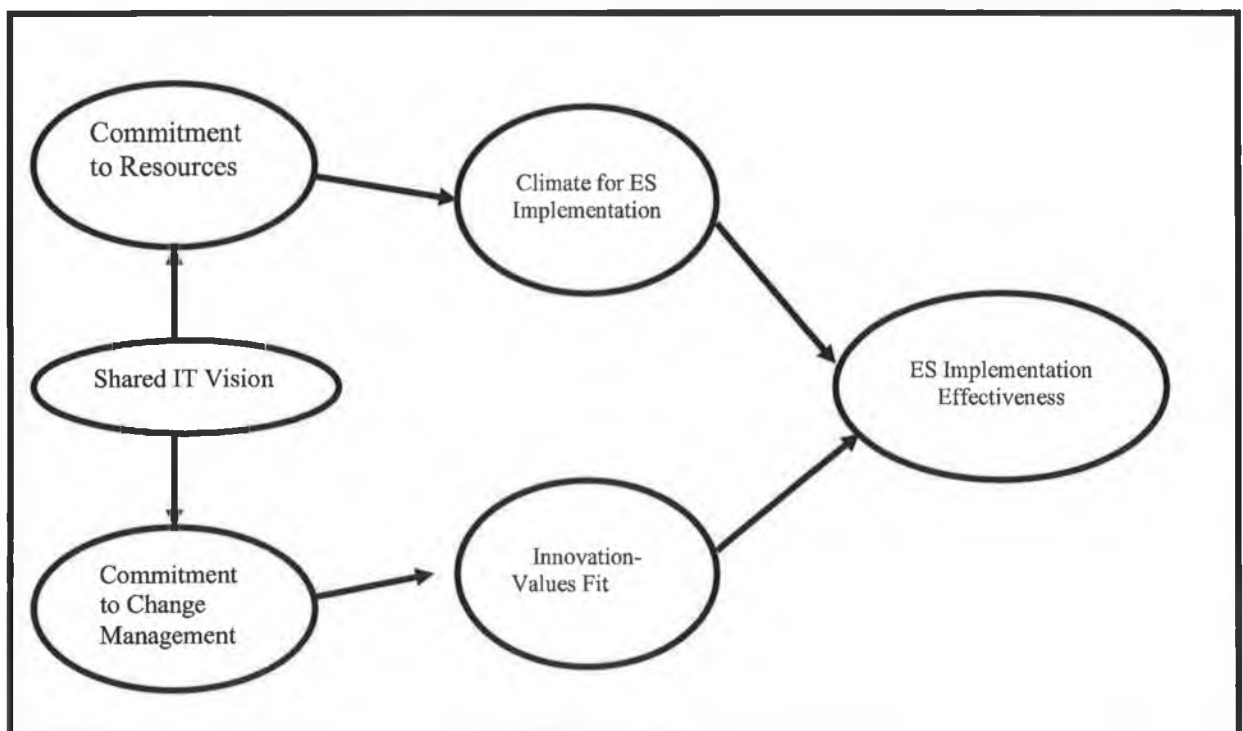 Commitment
to Resources
Climate for ES
Implementation
Shared IT Vision
ES Implementation
Effectiveness
Commitment
to Change
Management
Innovation-
Values Fit